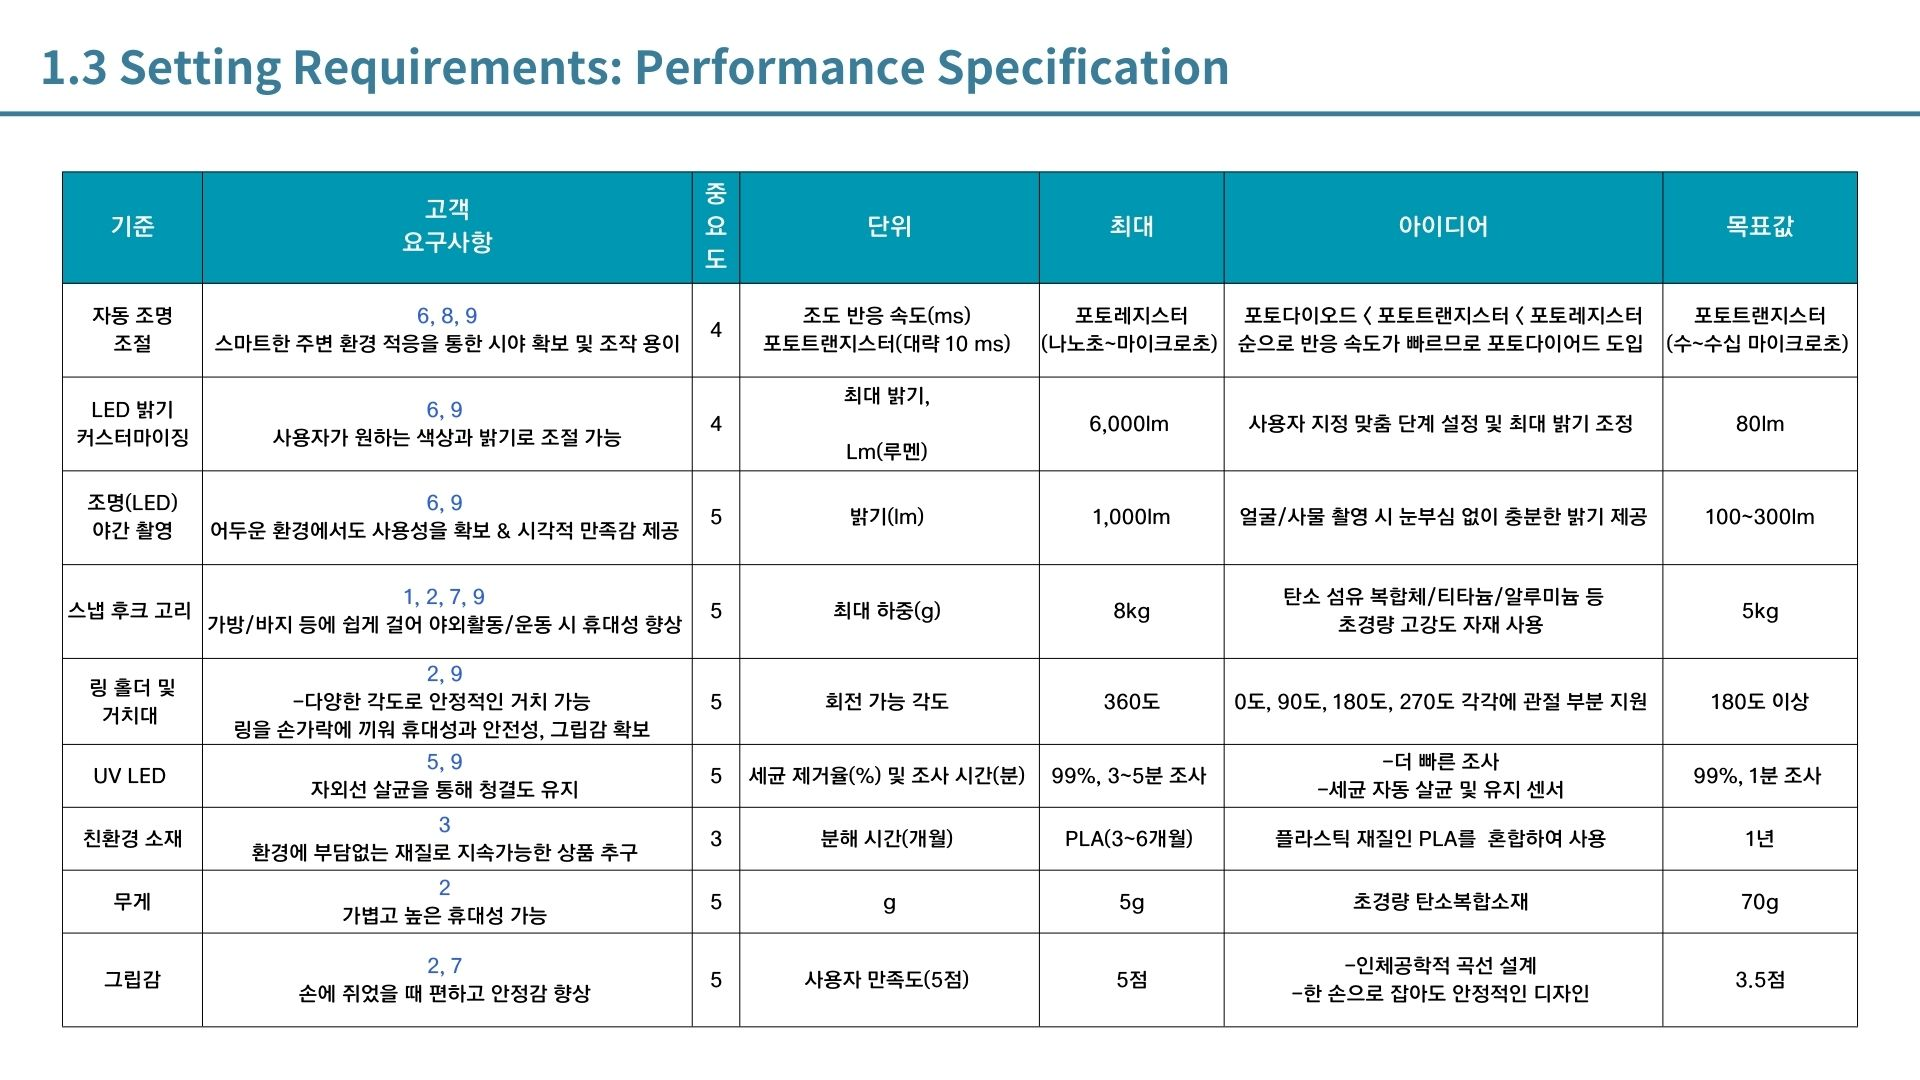 1.3 Setting Requirements: Performance Specification
기준
고객
요구사항
중
요
도
단위
최대
아이디어
목표값
자동 조명
조절
6, 8, 9
스마트한 주변 환경 적응을 통한 시야 확보 및 조작 용이
4
조도 반응 속도(ms)
포토트랜지스터(대략 10 ms)
포토레지스터
(나노초~마이크로초)
포토다이오드 < 포토트랜지스터 < 포토레지스터
순으로 반응 속도가 빠르므로 포토다이어드 도입
포토트랜지스터
(수~수십 마이크로초)
LED 밝기
커스터마이징
6, 9
사용자가 원하는 색상과 밝기로 조절 가능
4
최대 밝기,
Lm(루멘)
6,000lm
사용자 지정 맞춤 단계 설정 및 최대 밝기 조정
80lm
조명(LED)
야간 촬영
6, 9
어두운 환경에서도 사용성을 확보 & 시각적 만족감 제공
5
밝기(lm)
1,000lm
얼굴/사물 촬영 시 눈부심 없이 충분한 밝기 제공
100~300lm
스냅 후크 고리
1, 2, 7, 9
가방/바지 등에 쉽게 걸어 야외활동/운동 시 휴대성 향상
5
최대 하중(g)
8kg
탄소 섬유 복합체/티타늄/알루미늄 등
초경량 고강도 자재 사용
5kg
링 홀더 및
거치대
2, 9
-다양한 각도로 안정적인 거치 가능
링을 손가락에 끼워 휴대성과 안전성, 그립감 확보
5
회전 가능 각도
360도
0도, 90도, 180도, 270도 각각에 관절 부분 지원
180도 이상
UV LED
5, 9
자외선 살균을 통해 청결도 유지
5
세균 제거율(%) 및 조사 시간(분)
99%, 3~5분 조사
-더 빠른 조사
-세균 자동 살균 및 유지 센서
99%, 1분 조사
친환경 소재
3
환경에 부담없는 재질로 지속가능한 상품 추구
3
분해 시간(개월)
PLA(3~6개월)
플라스틱 재질인 PLA를 혼합하여 사용
1년
무게
2
가볍고 높은 휴대성 가능
5
g
5g
초경량 탄소복합소재
70g
그립감
2, 7
손에 쥐었을 때 편하고 안정감 향상
5
사용자 만족도(5점)
5점
-인체공학적 곡선 설계
-한 손으로 잡아도 안정적인 디자인
3.5점